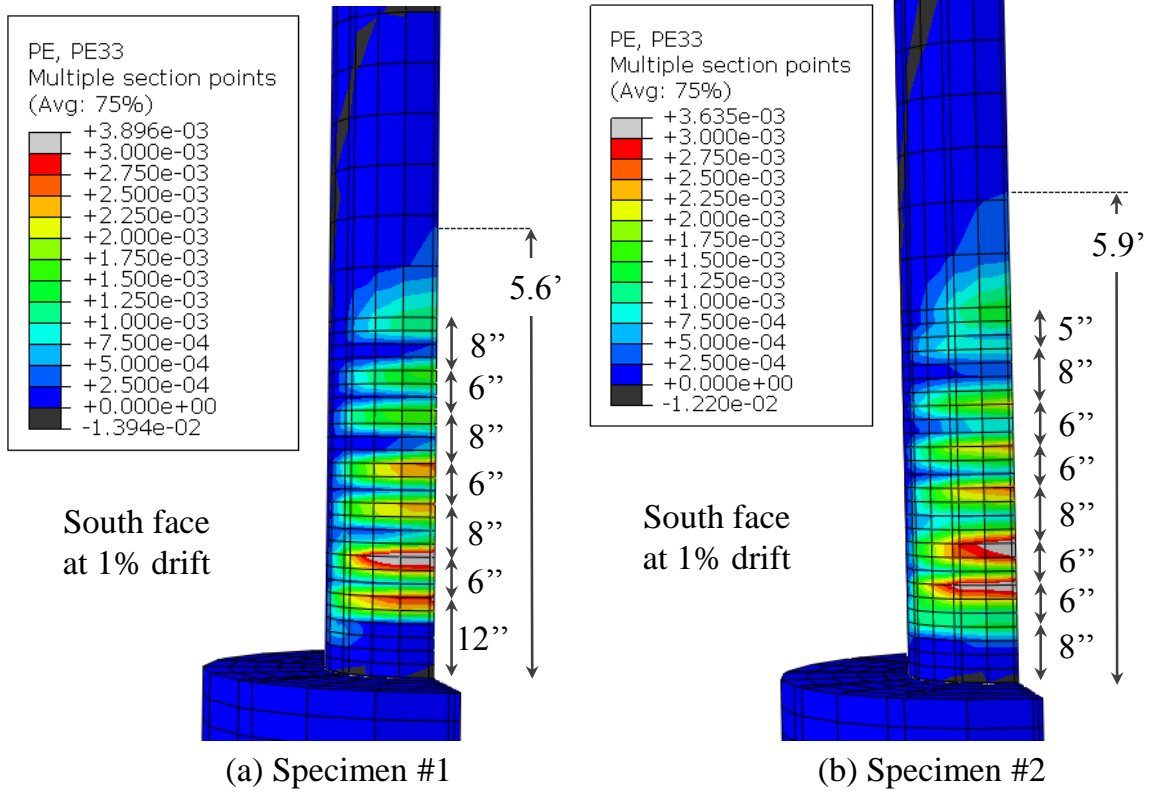 PE, PE33
Multiple section points
(Avg: 75%)
+3.896e-03
+3.000e-03
+2.750e-03
+2.500e-03
+2.250e-03
+2.000e-03
+1.750e-03
+1.500e-03
+1.250e-03
+1.000e-03
+7.500e-04
+5.000e-04
+2.500e-04
+0.000e+00
-1.394e-02
5.6’
8”
6”
8”
6”
8”
6”
12”
South face
at 1% drift
(a) Specimen #1
PE, PE33
Multiple section points
(Avg: 75%)
+3.635e-03
+3.000e-03
+2.750e-03
+2.500e-03
+2.250e-03
+2.000e-03
+1.750e-03
+1.500e-03
+1.250e-03
+1.000e-03
+7.500e-04
+5.000e-04
+2.500e-04
+0.000e+00
-1.220e-02
5.9’
5”
8”
6”
6”
8”
6”
6”
8”
South face
at 1% drift
(b) Specimen #2